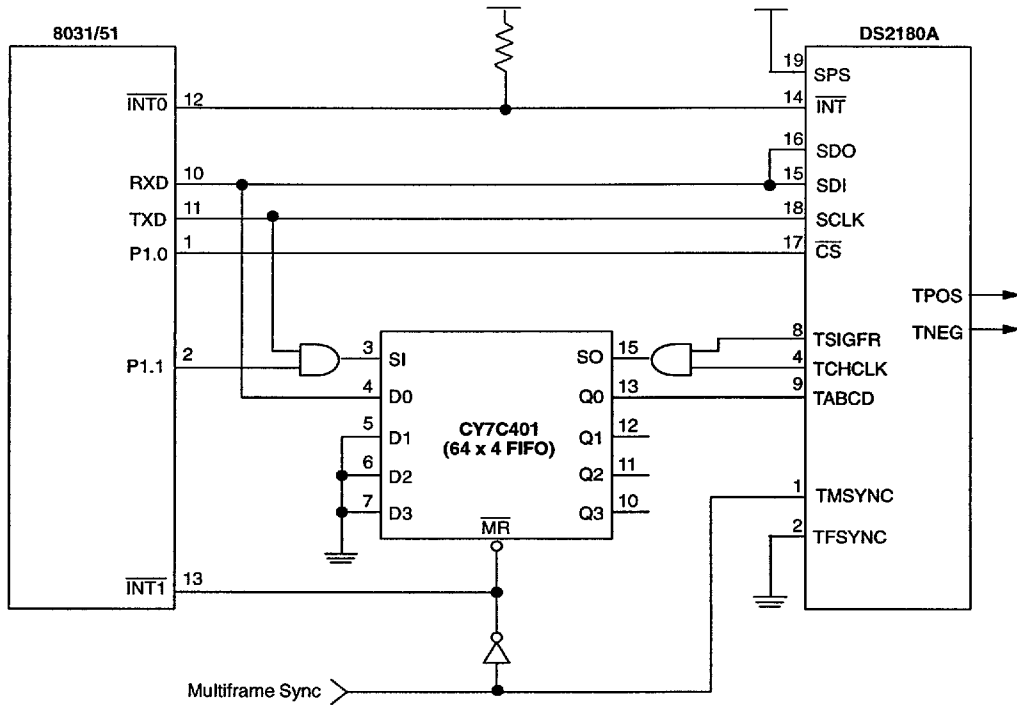 8031/51
DS2180A
19 SPS
INT0 12
14 INT
16 SDO
RXD 10
15 SDI
TXD 11
18 SCLK
P1.0 1
17 CS
TPOS
TNEG
8 TSIGFR
P1.1 2
3 SI
SO 15
4 TCHCLK
4 D0
Q0 13
9 TABCD
CY7C401
(64 x 4 FIFO)
5 D1
Q1 12
6 D2
Q2 11
7 D3
Q3 10
MR
1 TMSYNC
2 TFSYNC
INT1 13
Multiframe Sync